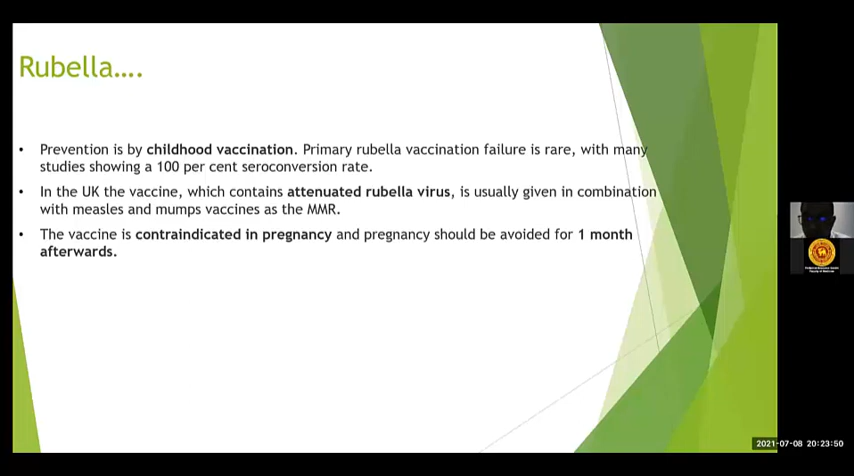 Rubella....
• Prevention is by childhood vaccination. Primary rubella vaccination failure is rare, with many
studies showing a 100 per cent seroconversion rate.
• In the UK the vaccine, which contains attenuated rubella virus, is usually given in combination
with measles and mumps vaccines as the MMR.
• The vaccine is contraindicated in pregnancy and pregnancy should be avoided for 1 month
afterwards.
2021-07-08 20:23:50